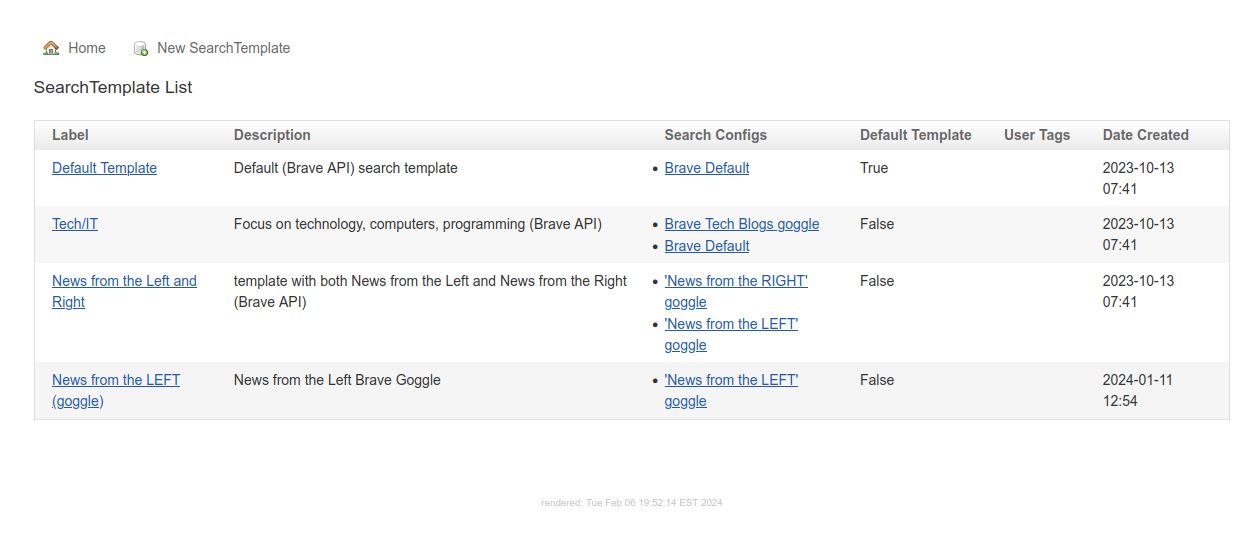 Home New SearchTemplate
SearchTemplate List
Label Description Search Configs Default Template User Tags Date Created
Default Template Default (Brave API) search template • Brave Default True 2023-10-13
07:41
Tech/IT Focus on technology, computers, programming (Brave API) • Brave Tech Blogs goggle False 2023-10-13
• Brave Default 07:41
News from the Left and template with both News from the Left and News from the Right • 'News from the RIGHT' False 2023-10-13
Right (Brave API) goggle 07:41
• 'News from the LEFT'
goggle
News from the LEFT News from the Left Brave Goggle • 'News from the LEFT' False 2024-01-11
(goggle) goggle 12:54
rendered: Tue Feb 06 19:52:14 EST 2024